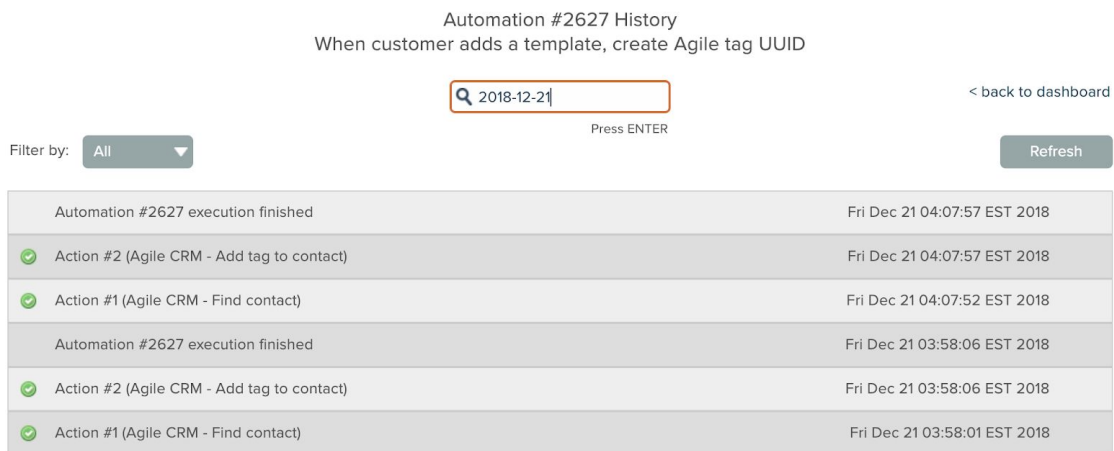 Automation #2627 History
When customer adds a template, create Agile tag UUID
2018-12-21
< back to dashboard
Press ENTER
Filter by: All
Refresh
Automation #2627 execution finished Fri Dec 21 04:07:57 EST 2018
Action #2 (Agile CRM - Add tag to contact) Fri Dec 21 04:07:57 EST 2018
Action #1 (Agile CRM - Find contact) Fri Dec 21 04:07:52 EST 2018
Automation #2627 execution finished Fri Dec 21 03:58:06 EST 2018
Action #2 (Agile CRM - Add tag to contact) Fri Dec 21 03:58:06 EST 2018
Action #1 (Agile CRM - Find contact) Fri Dec 21 03:58:01 EST 2018